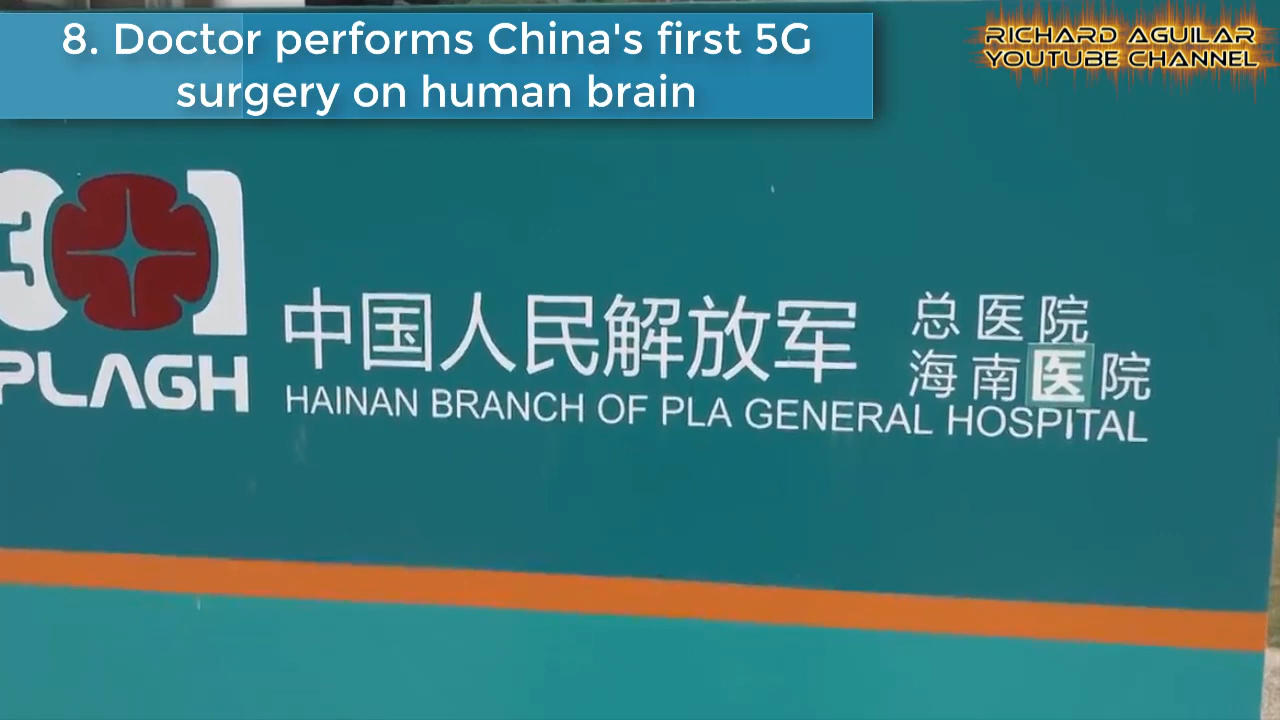 8. Doctor performs China's first 5G
surgery on human brain
RICHARD AGUILAR
YOUTUBE CHANNEL
301
PLAGH
中国人民解放军
总医院
海南医院
HAINAN BRANCH OF PLA GENERAL HOSPITAL